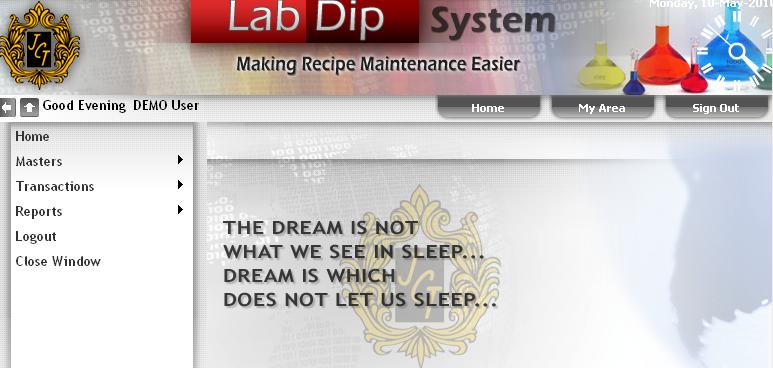 Monday, 10-May-201
Lab Dip System
Making Recipe Maintenance Easier
JGT
Good Evening DEMO User
Home
My Area
Sign Out
Home
Masters
Transactions
Reports
Logout
Close Window
THE DREAM IS NOT
WHAT WE SEE IN SLEEP...
DREAM IS WHICH
DOES NOT LET US SLEEP...